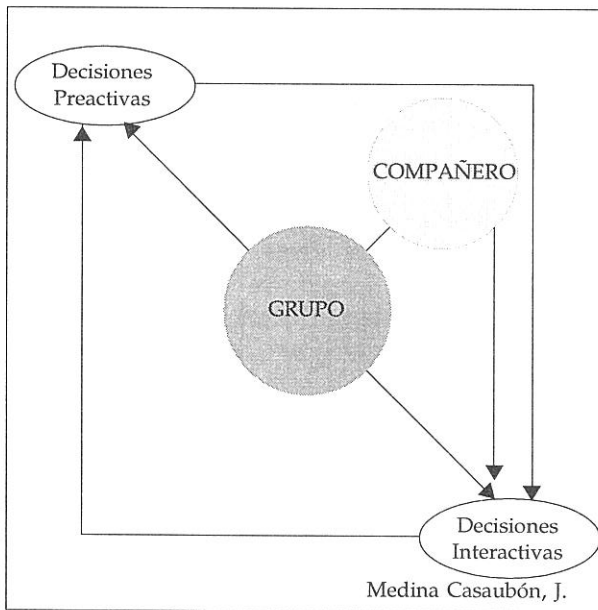 Decisiones
Preactivas
COMPAÑERO
GRUPO
Decisiones
Interactivas
Medina Casaubón, J.